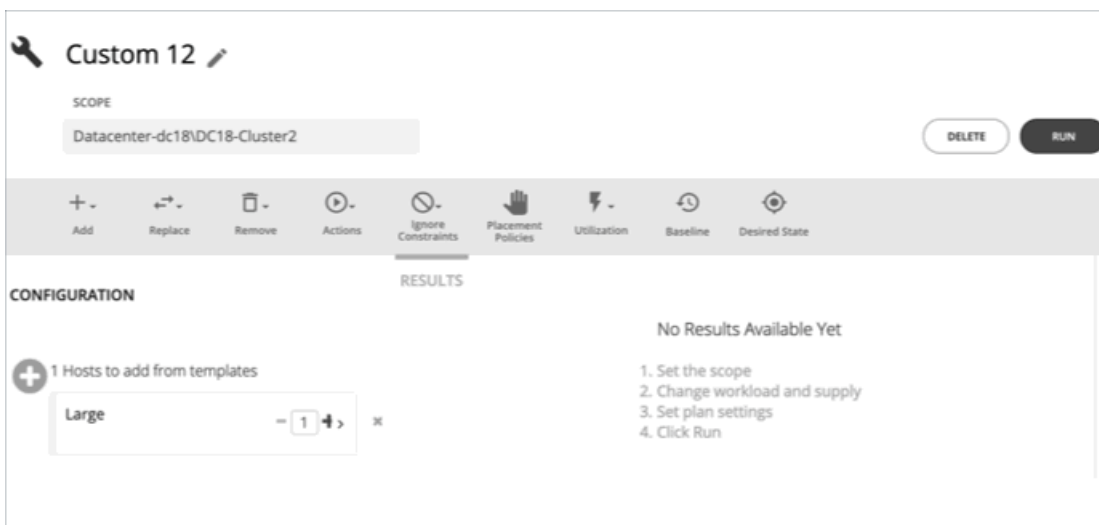 Custom 12
SCOPE
Datacenter-dc18\DC18-Cluster2
DELETE
RUN
Add
Replace
Remove
Actions
Ignore
Constraints
Placement
Policies
Utilization
Baseline
Desired State
RESULTS
CONFIGURATION
No Results Available Yet
1 Hosts to add from templates
Large
1
1. Set the scope
2. Change workload and supply
3. Set plan settings
4. Click Run